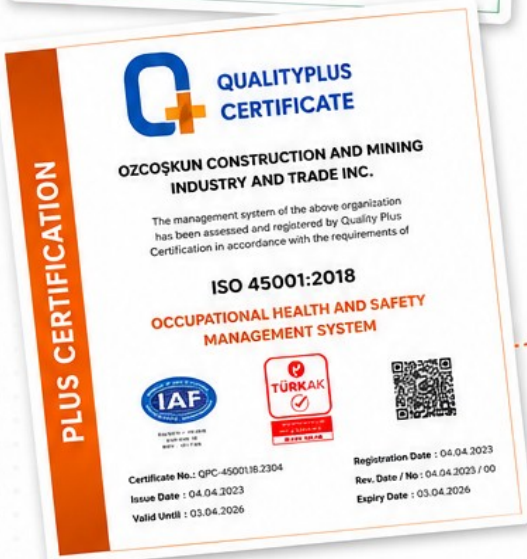 QUALITYPLUS
CERTIFICATE
OZCOŞKUN CONSTRUCTION AND MINING
INDUSTRY AND TRADE INC.
The management system of the above organization
has been assessed and registered by Quality Plus
Certification in accordance with the requirements of
ISO 45001:2018
OCCUPATIONAL HEALTH AND SAFETY
MANAGEMENT SYSTEM
PLUS CERTIFICATION
IAF
TÜRKAK
Certificate No.: QPC-45001.18.2304
Issue Date : 04.04.2023
Valid Until : 03.04.2026
Registration Date : 04.04.2023
Rev. Date / No : 04.04.2023 / 00
Expiry Date : 03.04.2026